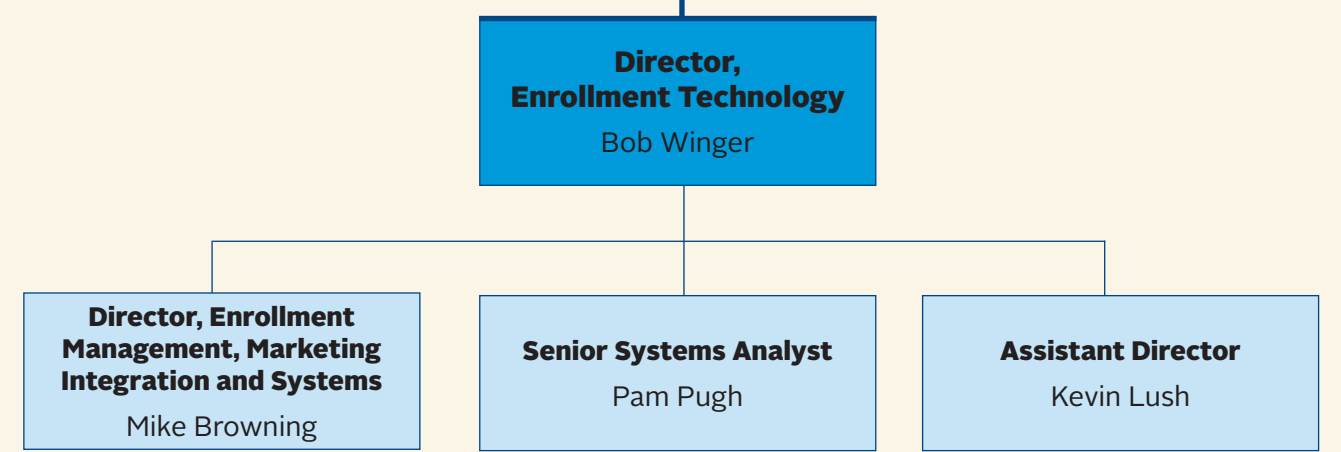 Director,
Enrollment Technology
Bob Winger
Director, Enrollment
Management, Marketing
Integration and Systems
Mike Browning
Senior Systems Analyst
Pam Pugh
Assistant Director
Kevin Lush